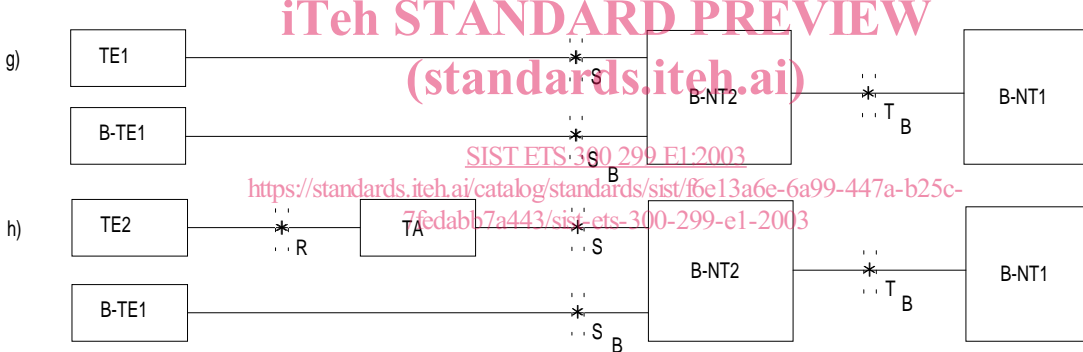 iTeh STANDARD PREVIEW
g) TE1
S
(standards.iteh.ai)
B-NT2
B-NT1
T B
B-TE1
SIST ETS 300 299 E1:2003
S B
https://standards.iteh.ai/catalog/standards/sist/f6e13a6e-6a99-447a-b25c-
7fedabb7a443/sist-ets-300-299-e1-2003
h) TE2
R
TA
S
B-NT2
B-NT1
T B
B-TE1
S B